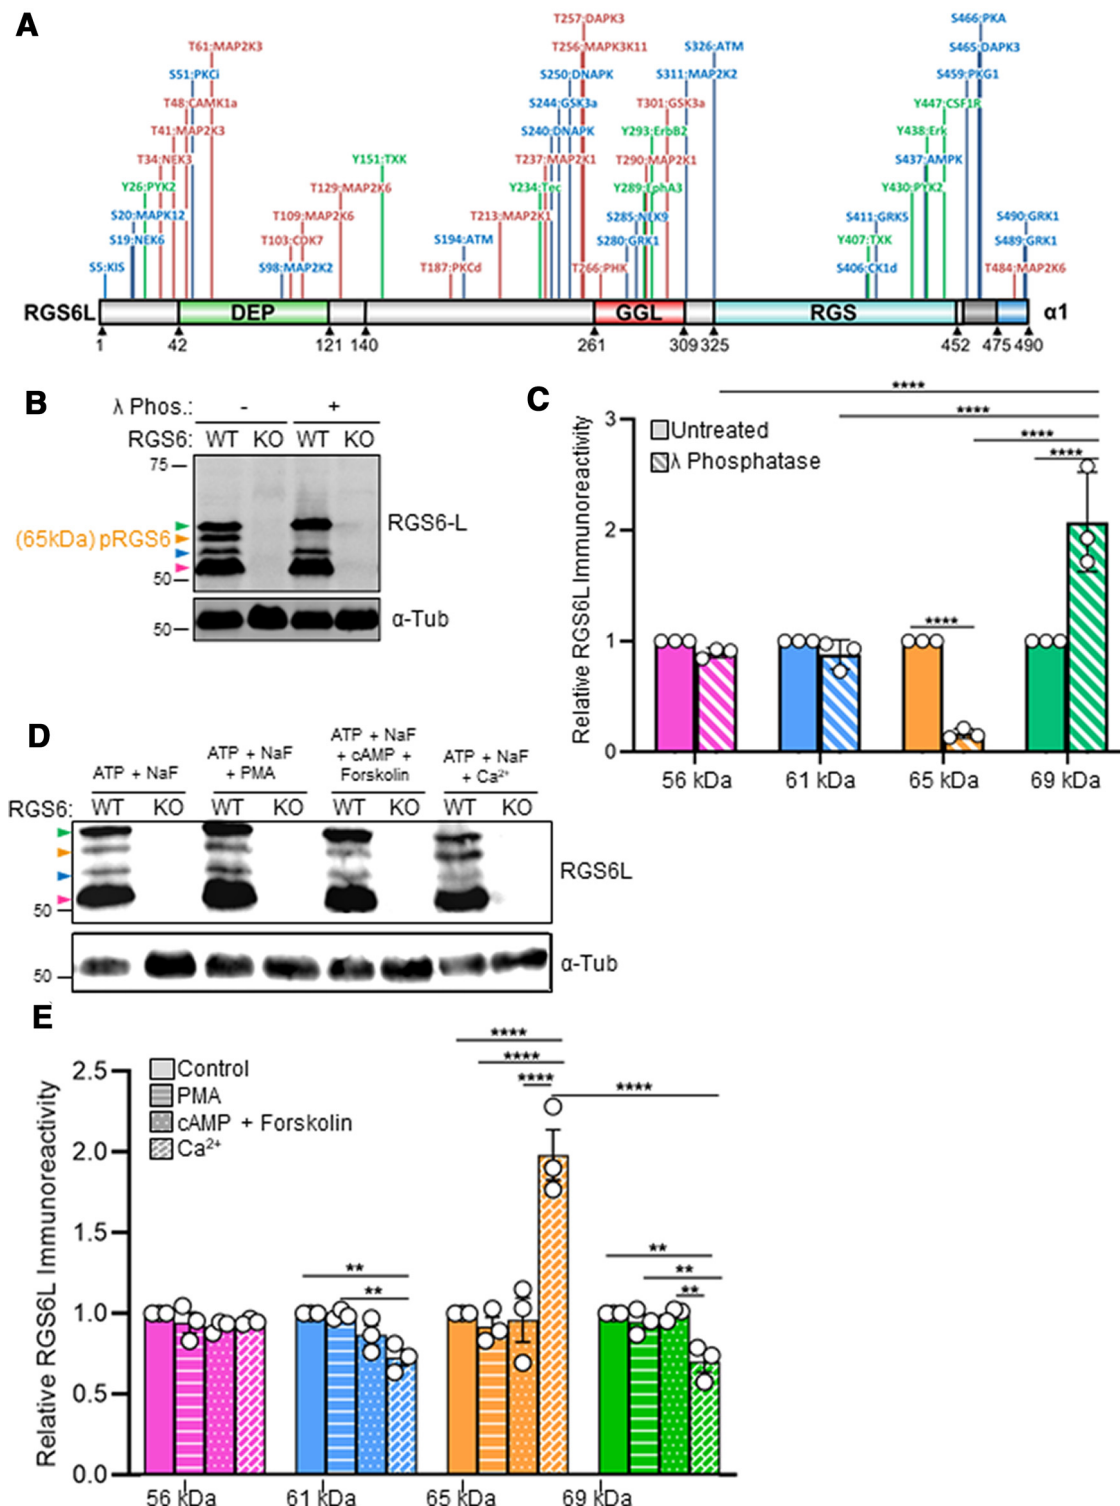 A
T257:DAPK3
S466:PKA
T61:MAP2K3
T256:MAPK3K11
S326:ATM
S465:DAPK3
S51:PKCi
S250:DNAPK
S311:MAP2K2
S459:PKG1
T48:CAMK1a
S244:GSK3a
T301:GSK3a
Y447:CSF1R
T41:MAP2K3
S240:DNAPK
Y293:ErbB2
Y438:Erk
T34:NEK3
Y151:TXK
T237:MAP2K1
T290:MAP2K1
S437:AMPK
Y26:PYK2
T129:MAP2K6
Y234:Tec
Y289:EphA3
Y430:PYK2
S20:MAPK12
T109:MAP2K6
T213:MAP2K1
S285:NEK9
S411:GRK5
S490:GRK1
S19:NEK6
T103:CDK7
S194:ATM
S280:GRK1
Y407:TXK
S489:GRK1
S5:KIS
S98:MAP2K2
T187:PKCd
T266:PHK
S406:CK1d
T484:MAP2K6
RGS6L DEP GGL RGS α1
1 42 121 140 261 309 325 452 475 490
B
λ Phos.: - +
RGS6: WT KO WT KO
75
RGS6-L
(65kDa) pRGS6
50
50
α-Tub
C
****
****
****
****
****
Untreated
λ Phosphatase
Relative RGS6L Immunoreactivity
3
2
1
0
56 kDa 61 kDa 65 kDa 69 kDa
D
ATP + NaF
ATP + NaF
+ PMA
ATP + NaF
+ cAMP +
Forskolin
ATP + NaF
+ Ca²⁺
RGS6: WT KO WT KO WT KO WT KO
RGS6L
50
α-Tub
50
E
****
****
****
****
**
**
**
**
**
Control
PMA
cAMP + Forskolin
Ca²⁺
Relative RGS6L Immunoreactivity
2.5
2.0
1.5
1.0
0.5
0.0
56 kDa 61 kDa 65 kDa 69 kDa